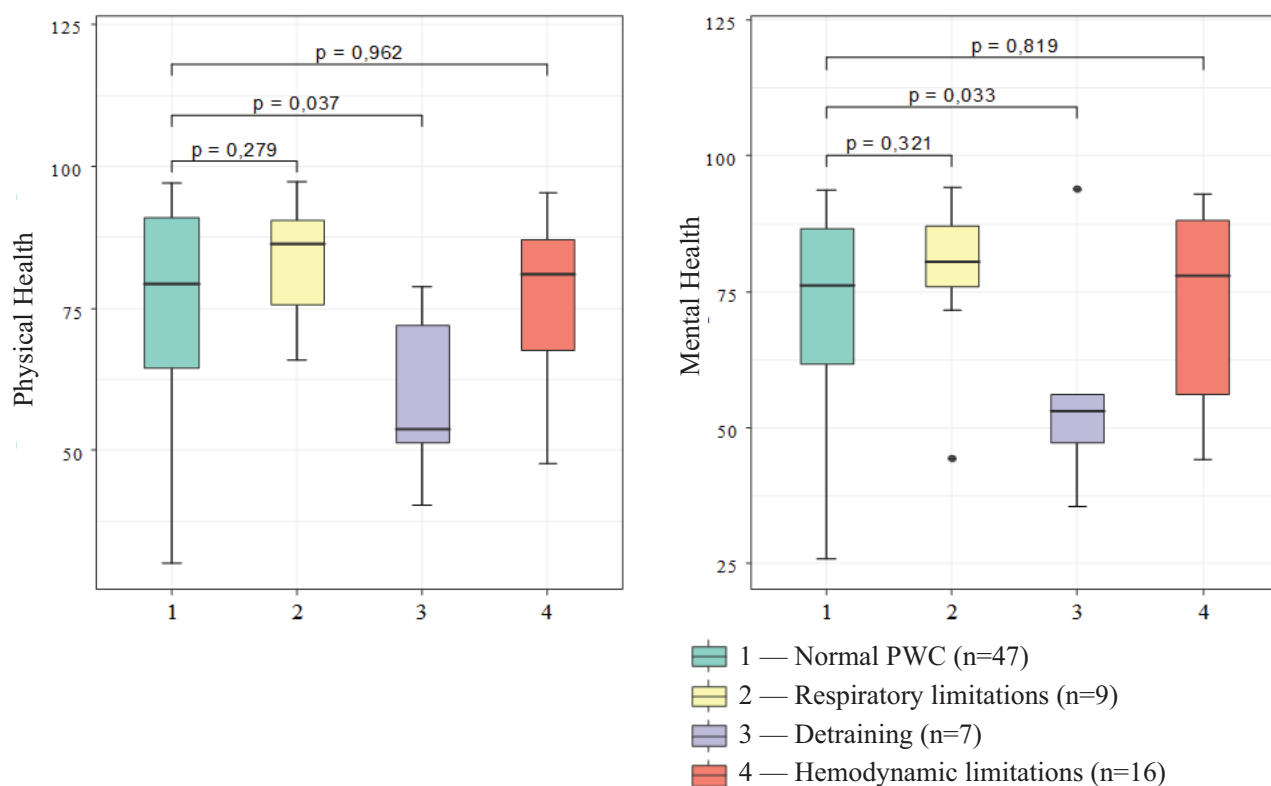 125
p = 0,962
p = 0,037
100
p = 0,279
75
50
Physical Health
1 2 3 4
125
p = 0,819
p = 0,033
100
p = 0,321
75
50
25
Mental Health
1 2 3 4
1 — Normal PWC (n=47)
2 — Respiratory limitations (n=9)
3 — Detraining (n=7)
4 — Hemodynamic limitations (n=16)